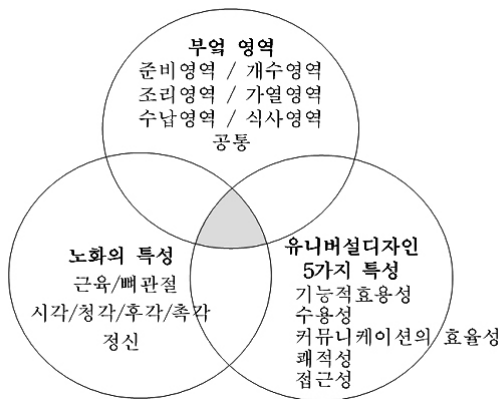 부엌 영역
준비영역 / 개수영역
조리영역 / 가열영역
수납영역 / 식사영역
공통
노화의 특성
근육/뼈관절
시각/청각/후각/촉각
정신
유니버설디자인
5가지 특성
기능적효용성
수용성
커뮤니케이션의 효율성
쾌적성
접근성